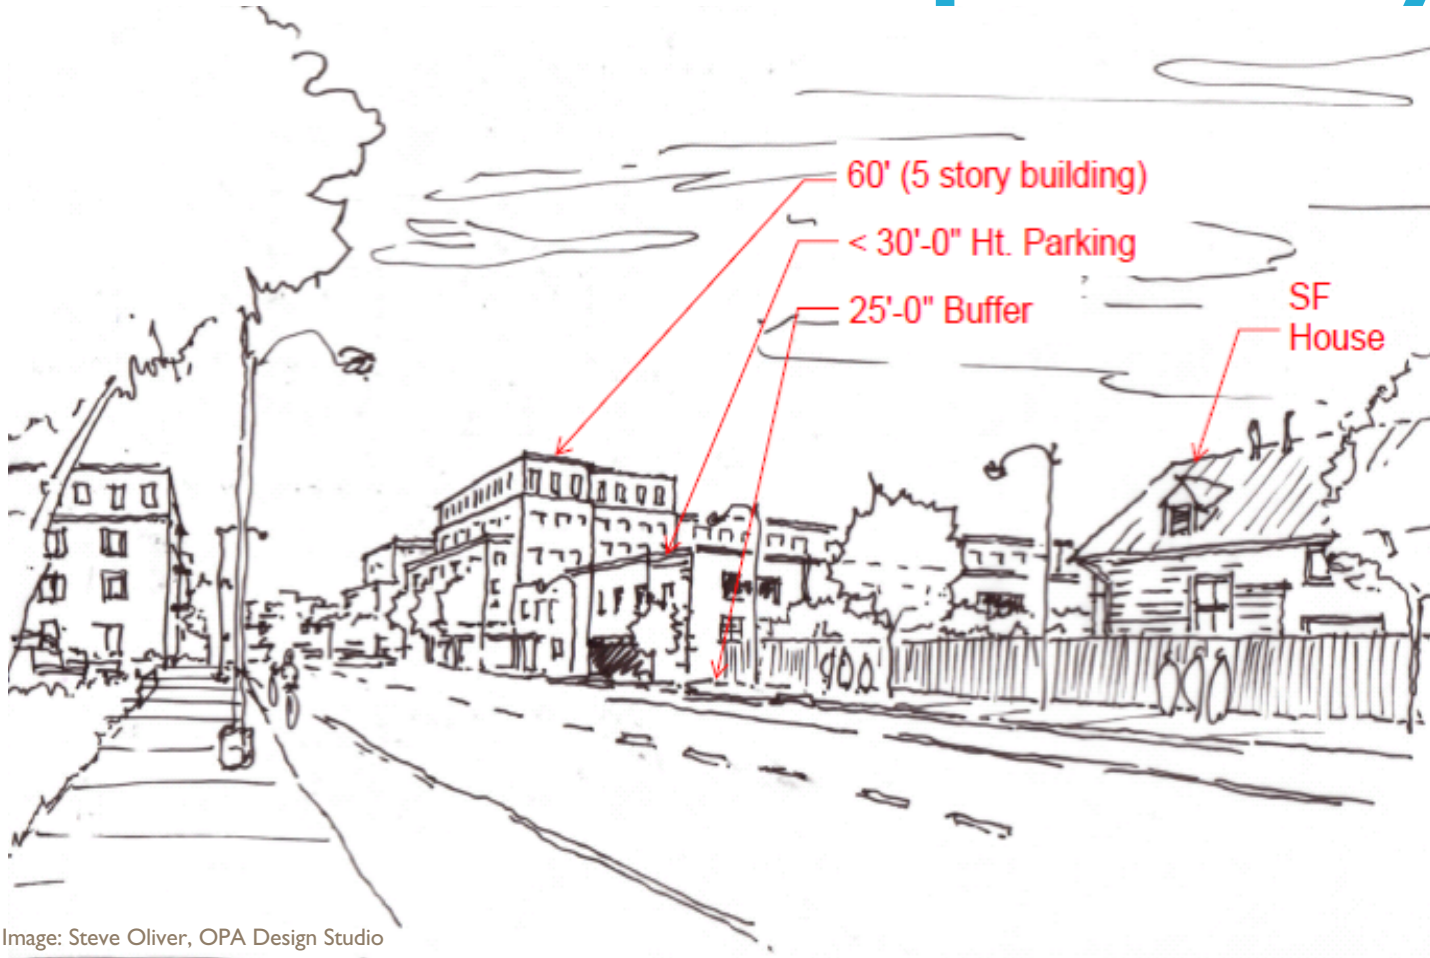 60' (5 story building)
< 30'-0" Ht. Parking
25'-0" Buffer
SF
House
Image: Steve Oliver, OPA Design Studio